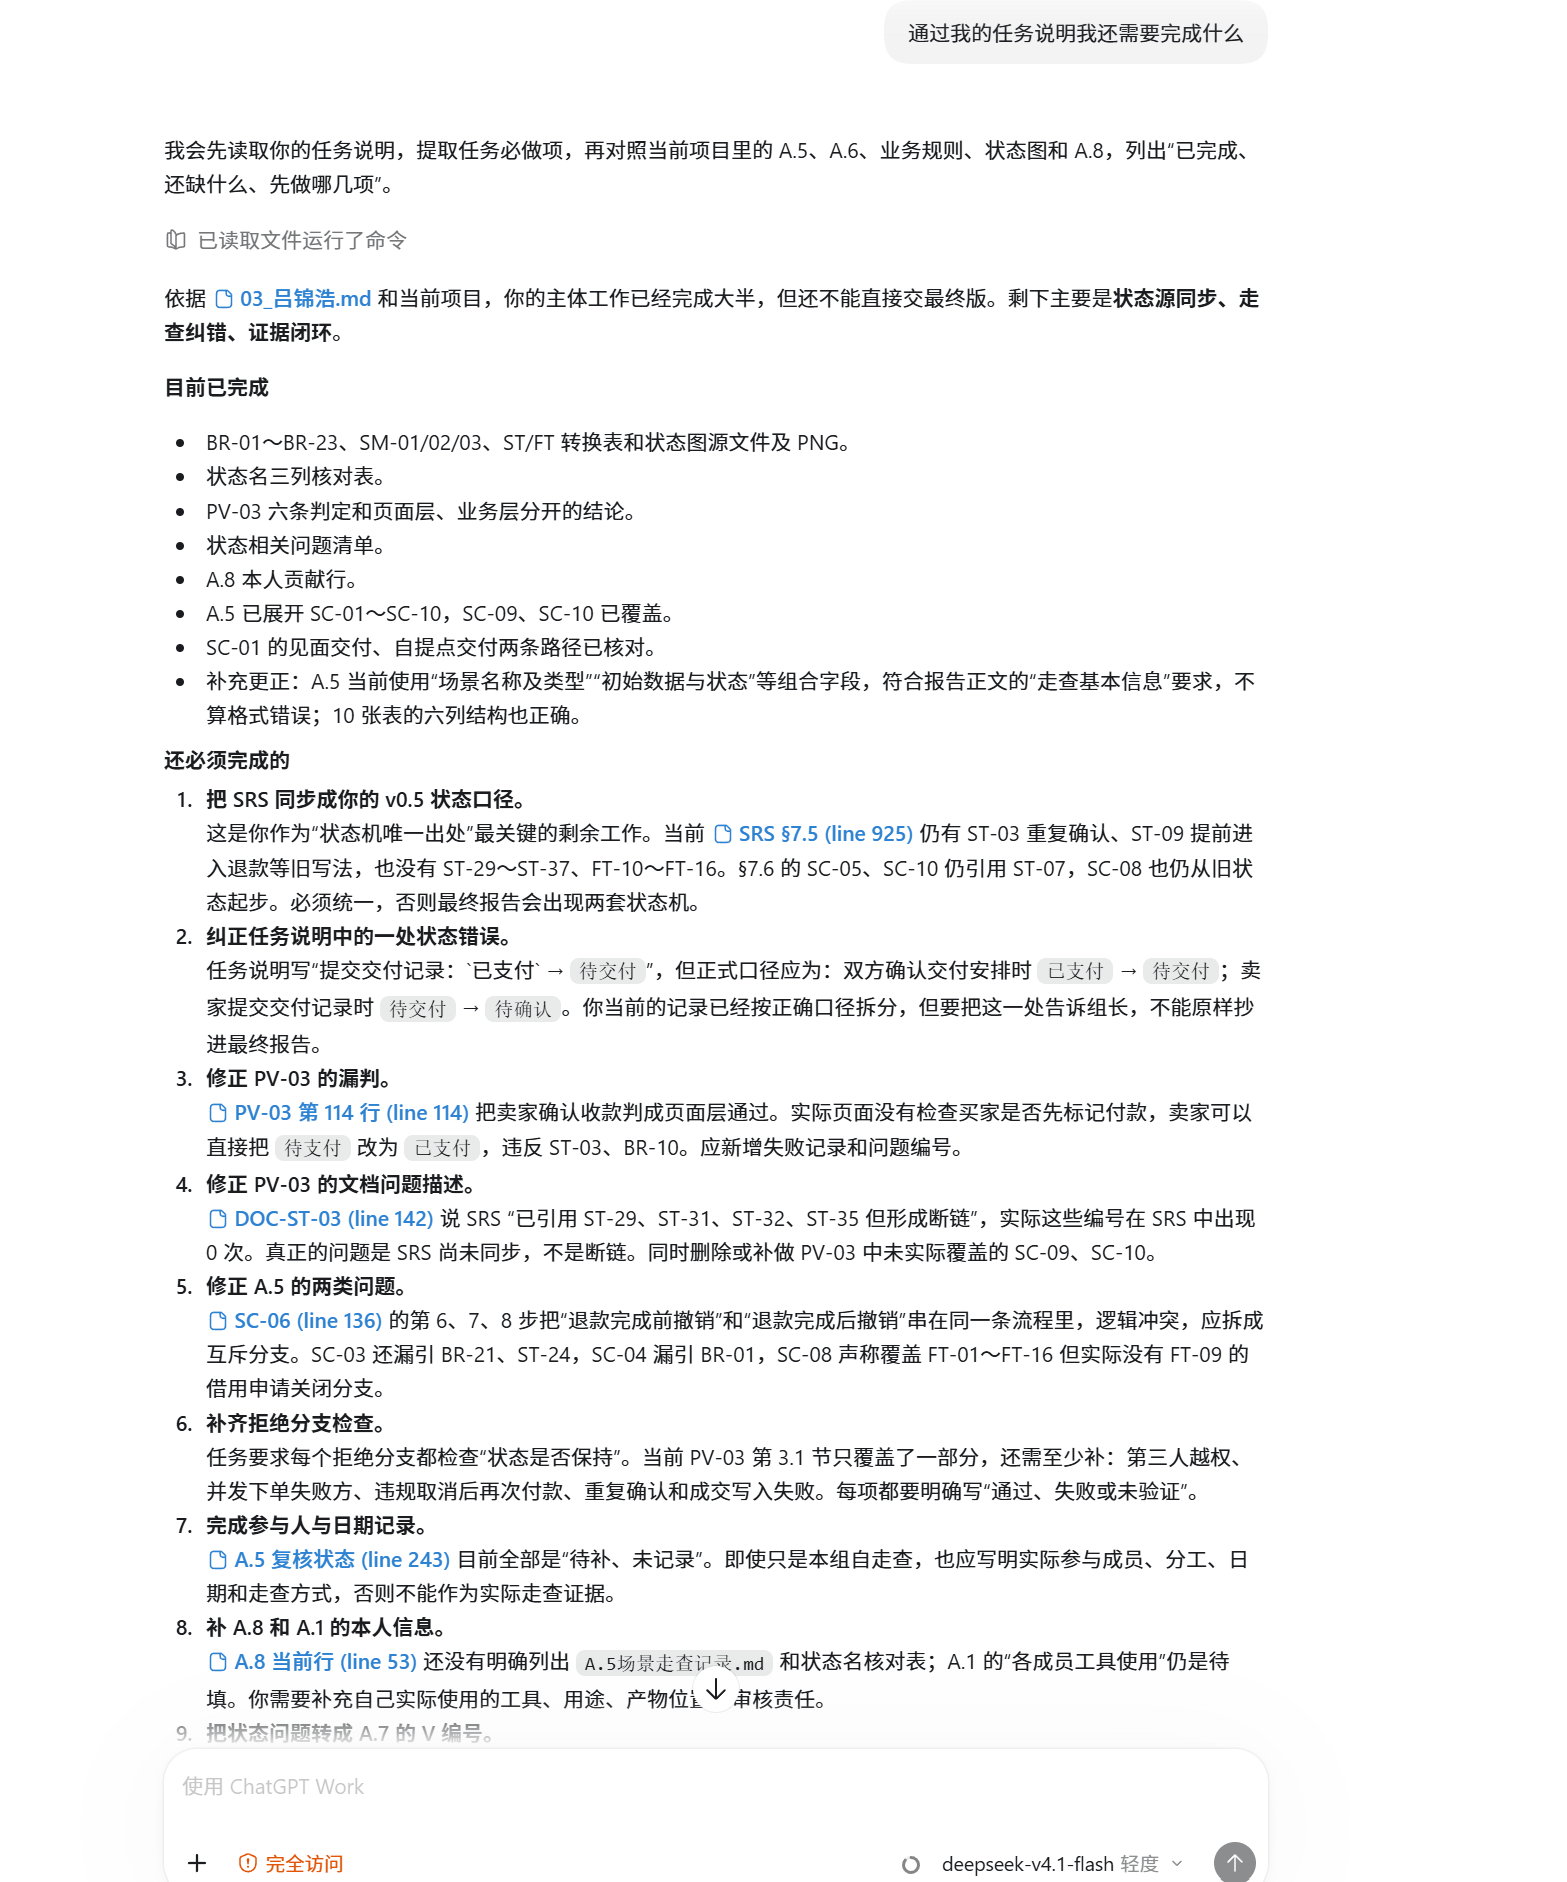 通过我的任务说明我还需要完成什么
我会先读取你的任务说明，提取任务必做项，再对照当前项目里的 A.5、A.6、业务规则、状态图和 A.8，列出“已完成、
还缺什么、先做哪几项”。
已读取文件运行了命令
依据 03_吕锦浩.md 和当前项目，你的主体工作已经完成大半，但还不能直接交最终版。剩下主要是状态源同步、走
查纠错、证据闭环。
目前已完成
• BR-01～BR-23、SM-01/02/03、ST/FT 转换表和状态图源文件及 PNG。
• 状态名三列核对表。
• PV-03 六条判定和页面层、业务层分开的结论。
• 状态相关问题清单。
• A.8 本人贡献行。
• A.5 已展开 SC-01～SC-10，SC-09、SC-10 已覆盖。
• SC-01 的见面交付、自提点交付两条路径已核对。
• 补充更正：A.5 当前使用“场景名称及类型”“初始数据与状态”等组合字段，符合报告正文的“走查基本信息”要求，不
算格式错误；10 张表的六列结构也正确。
还必须完成的
1. 把 SRS 同步成你的 v0.5 状态口径。
这是你作为“状态机唯一出处”最关键的剩余工作。当前 SRS §7.5 (line 925) 仍有 ST-03 重复确认、ST-09 提前进
入退款等旧写法，也没有 ST-29～ST-37、FT-10～FT-16。§7.6 的 SC-05、SC-10 仍引用 ST-07，SC-08 也仍从旧状
态起步。必须统一，否则最终报告会出现两套状态机。
2. 纠正任务说明中的一处状态错误。
任务说明写“提交交付记录：`已支付` → 待交付”，但正式口径应为：双方确认交付安排时 已支付 → 待交付；卖
家提交交付记录时 待交付 → 待确认。你当前的记录已经按正确口径拆分，但要把这一处告诉组长，不能原样抄
进最终报告。
3. 修正 PV-03 的漏判。
PV-03 第 114 行 (line 114) 把卖家确认收款判成页面层通过。实际页面没有检查买家是否先标记付款，卖家可以
直接把 待支付 改为 已支付，违反 ST-03、BR-10。应新增失败记录和问题编号。
4. 修正 PV-03 的文档问题描述。
DOC-ST-03 (line 142) 说 SRS “已引用 ST-29、ST-31、ST-32、ST-35 但形成断链”，实际这些编号在 SRS 中出现
0 次。真正的问题是 SRS 尚未同步，不是断链。同时删除或补做 PV-03 中未实际覆盖的 SC-09、SC-10。
5. 修正 A.5 的两类问题。
SC-06 (line 136) 的第 6、7、8 步把“退款完成前撤销”和“退款完成后撤销”串在同一条流程里，逻辑冲突，应拆成
互斥分支。SC-03 还漏引 BR-21、ST-24，SC-04 漏引 BR-01，SC-08 声称覆盖 FT-01～FT-16 但实际没有 FT-09 的
借用申请关闭分支。
6. 补齐拒绝分支检查。
任务要求每个拒绝分支都检查“状态是否保持”。当前 PV-03 第 3.1 节只覆盖了一部分，还需至少补：第三人越权、
并发下单失败方、违规取消后再次付款、重复确认和成交写入失败。每项都要明确写“通过、失败或未验证”。
7. 完成参与人与日期记录。
A.5 复核状态 (line 243) 目前全部是“待补、未记录”。即使只是本组自走查，也应写明实际参与成员、分工、日
期和走查方式，否则不能作为实际走查证据。
8. 补 A.8 和 A.1 的本人信息。
A.8 当前行 (line 53) 还没有明确列出 A.5场景走查记录.md 和状态名核对表；A.1 的“各成员工具使用”仍是待
填。你需要补充自己实际使用的工具、用途、产物位 审核责任。
9. 把状态问题转成 A.7 的 V 编号。
使用 ChatGPT Work
完全访问
deepseek-v4.1-flash 轻度